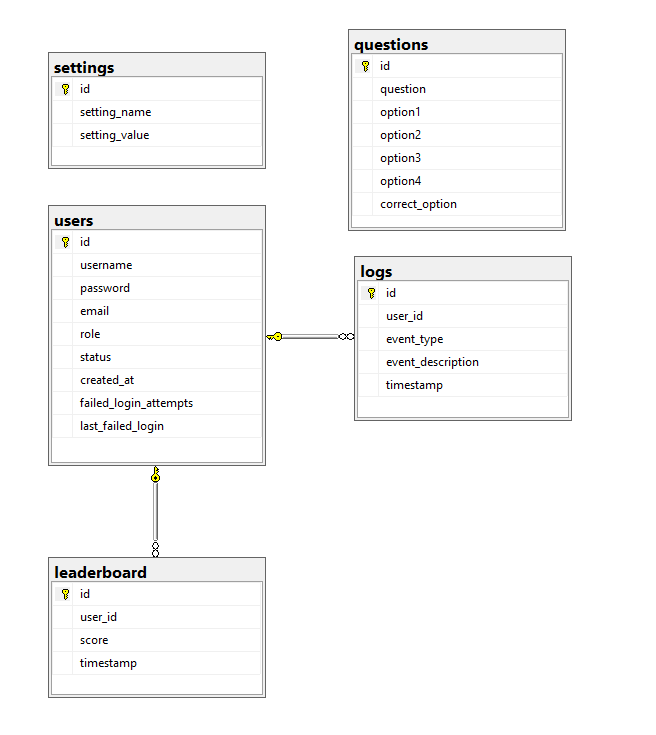 settings
id
setting_name
setting_value
questions
id
question
option1
option2
option3
option4
correct_option
users
id
username
password
email
role
status
created_at
failed_login_attempts
last_failed_login
logs
id
user_id
event_type
event_description
timestamp
leaderboard
id
user_id
score
timestamp